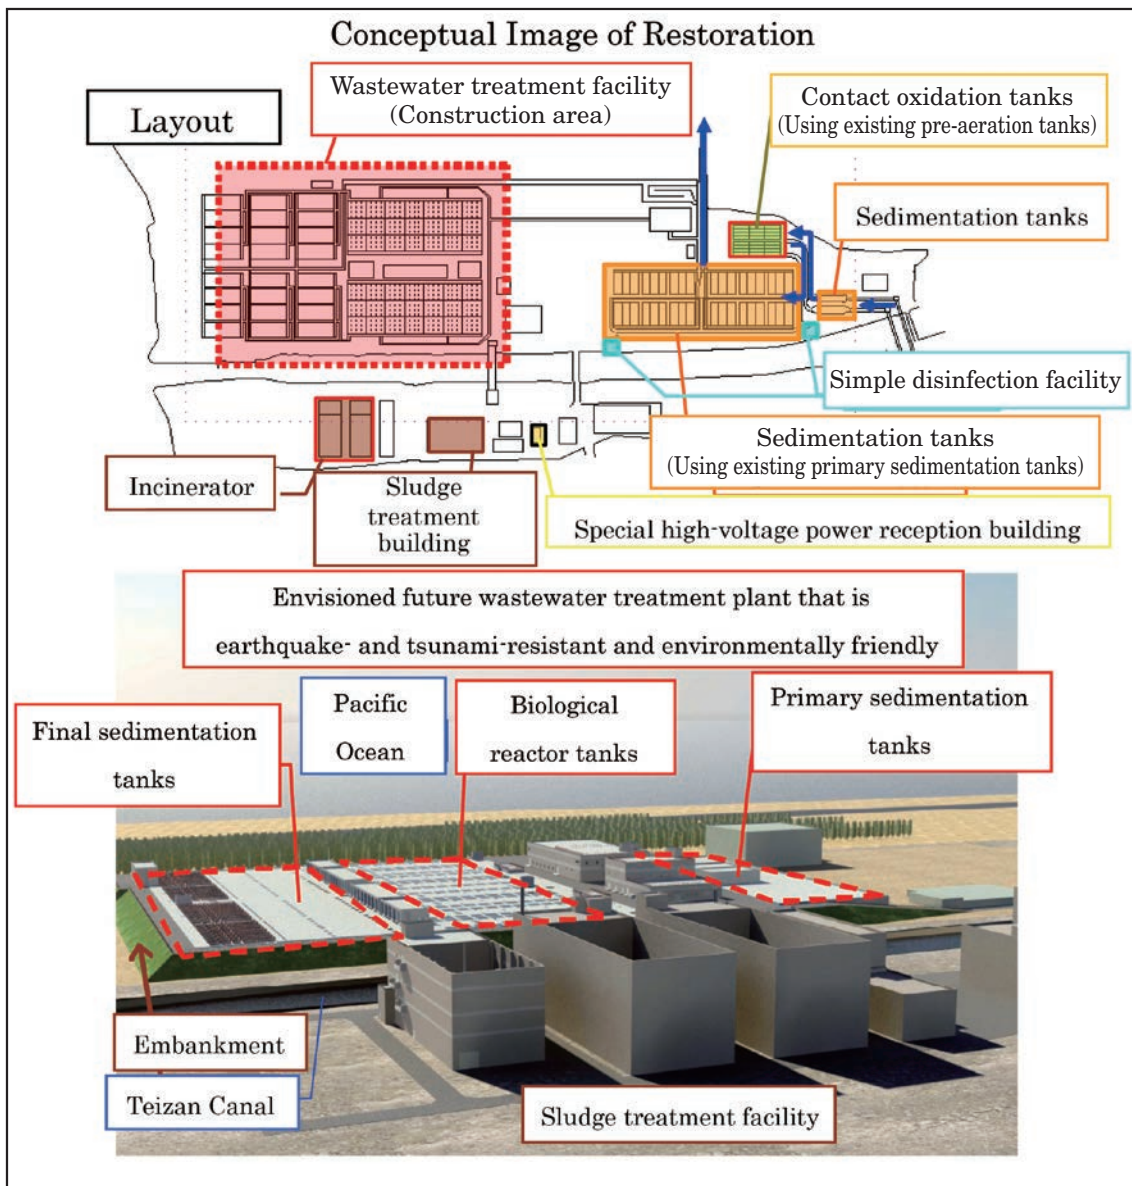 Conceptual Image of Restoration
Layout
Wastewater treatment facility
(Construction area)
Contact oxidation tanks
(Using existing pre-aeration tanks)
Sedimentation tanks
Simple disinfection facility
Sedimentation tanks
(Using existing primary sedimentation tanks)
Incinerator
Sludge
treatment
building
Special high-voltage power reception building
Envisioned future wastewater treatment plant that is
earthquake- and tsunami-resistant and environmentally friendly
Final sedimentation
tanks
Pacific
Ocean
Biological
reactor tanks
Primary sedimentation
tanks
Embankment
Teizan Canal
Sludge treatment facility